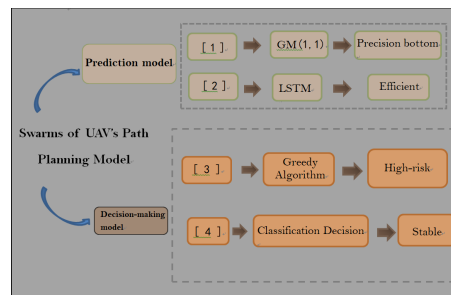 Prediction model
[1]
GM(1,1)
Precision bottom
[2]
LSTM
Efficient
Swarms of UAV's Path
Planning Model
[3]
Greedy
Algorithm
High-risk
Decision-making
model
[4]
Classification Decision
Stable